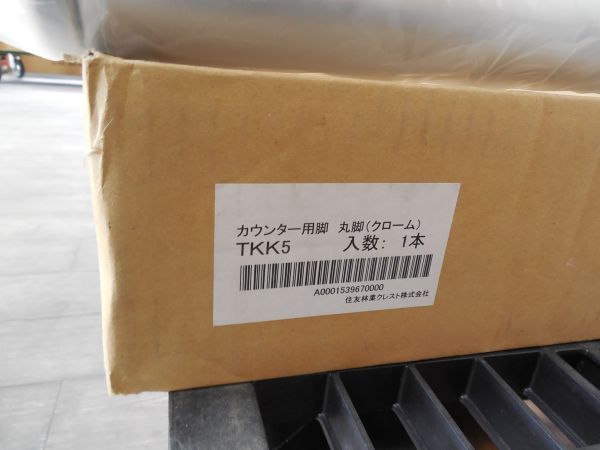 カウンター用脚 丸脚(クローム)
TKK5 入数: 1本
A0001539670000
住友林業クレスト株式会社